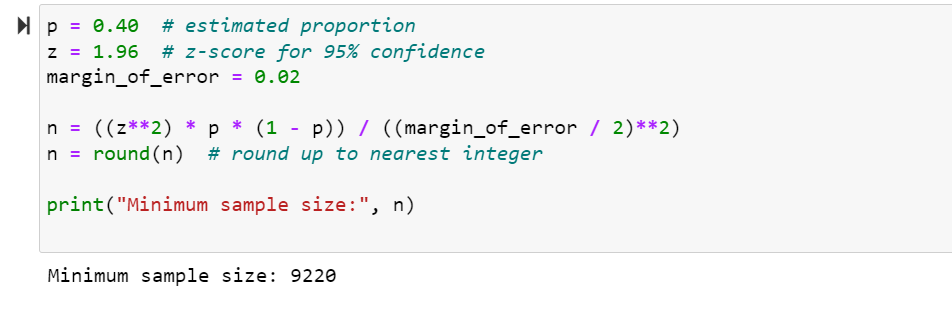 p = 0.40  # estimated proportion
z = 1.96  # z-score for 95% confidence
margin_of_error = 0.02
n = ((z**2) * p * (1 - p)) / ((margin_of_error / 2)**2)
n = round(n)  # round up to nearest integer
print("Minimum sample size:", n)
Minimum sample size: 9220